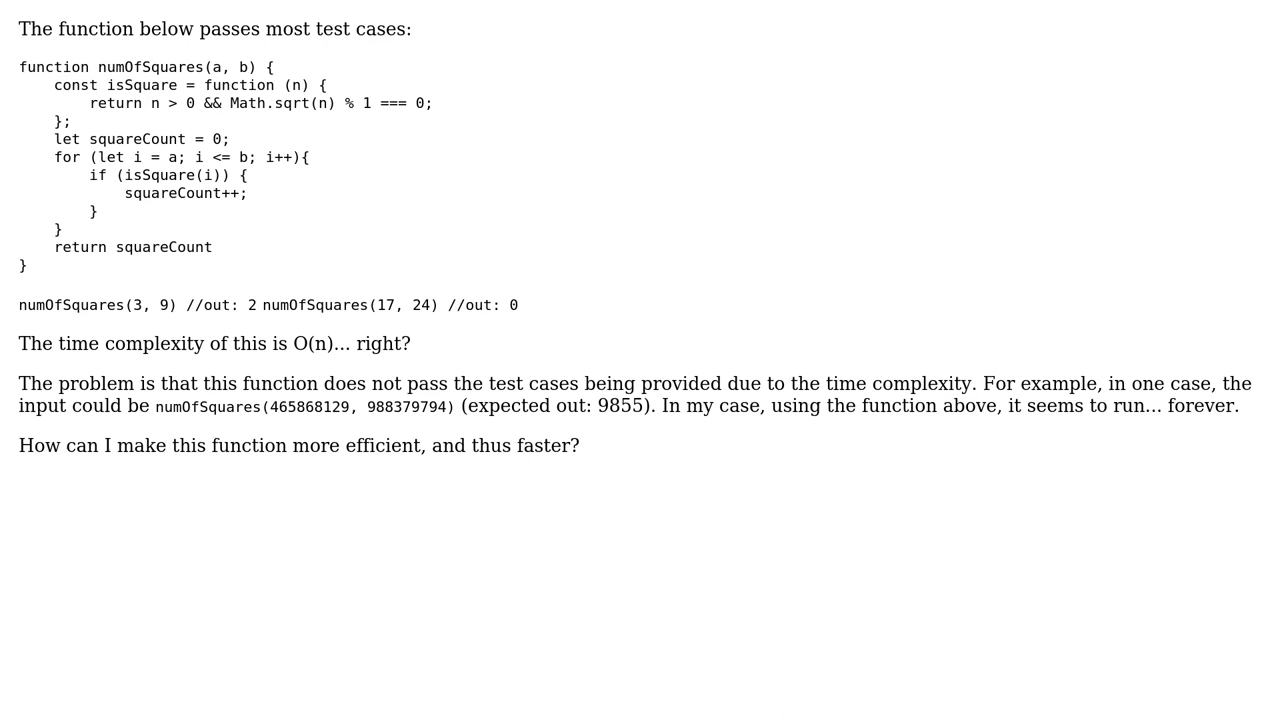 The function below passes most test cases:
function numOfSquares(a, b) {
    const isSquare = function (n) {
        return n > 0 && Math.sqrt(n) % 1 === 0;
    };
    let squareCount = 0;
    for (let i = a; i <= b; i++){
        if (isSquare(i)) {
            squareCount++;
        }
    }
    return squareCount
}
numOfSquares(3, 9) //out: 2 numOfSquares(17, 24) //out: 0
The time complexity of this is O(n)... right?
The problem is that this function does not pass the test cases being provided due to the time complexity. For example, in one case, the
input could be numOfSquares(465868129, 988379794) (expected out: 9855). In my case, using the function above, it seems to run... forever.
How can I make this function more efficient, and thus faster?